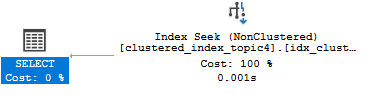 Index Seek (NonClustered)
[clustered_index_topic4].[idx_clust…
Cost: 100 %
0.001s
SELECT
Cost: 0 %